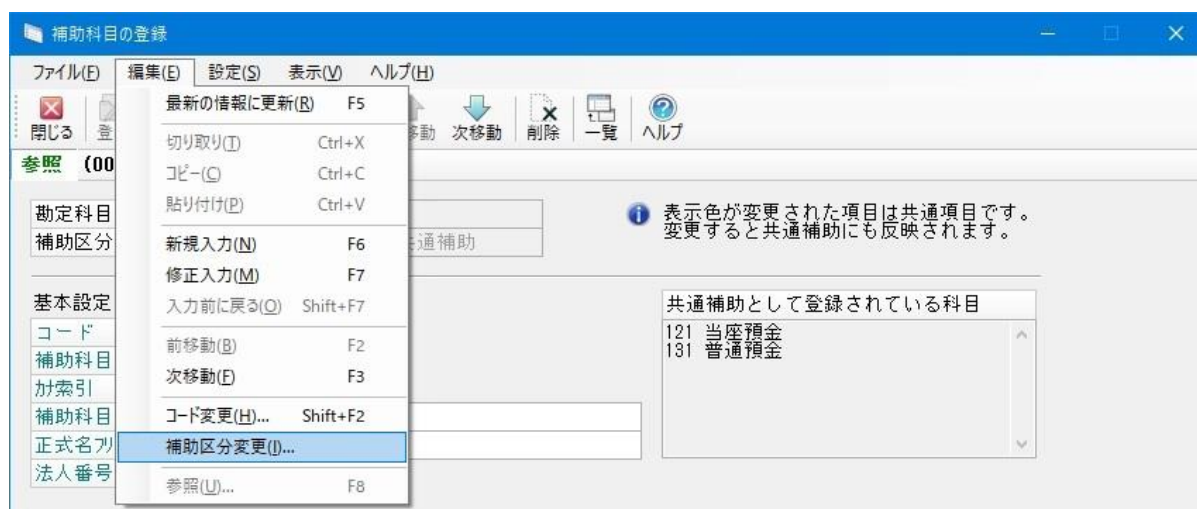 補助科目の登録
ファイル(F) 編集(E) 設定(S) 表示(V) ヘルプ(H)
閉じる 登 移動 次移動 削除 一覧 ヘルプ
参照 (00
最新の情報に更新(R) F5
切り取り(T) Ctrl+X
コピー(C) Ctrl+C
貼り付け(P) Ctrl+V
新規入力(N) F6
修正入力(M) F7
入力前に戻る(O) Shift+F7
前移動(B) F2
次移動(F) F3
コード変更(H)... Shift+F2
補助区分変更(I)...
参照(U)... F8
勘定科目
補助区分 共通補助
表示色が変更された項目は共通項目です。
変更すると共通補助にも反映されます。
基本設定
コード
補助科目
カナ索引
補助科目
正式名フリ
法人番号
共通補助として登録されている科目
121 当座預金
131 普通預金